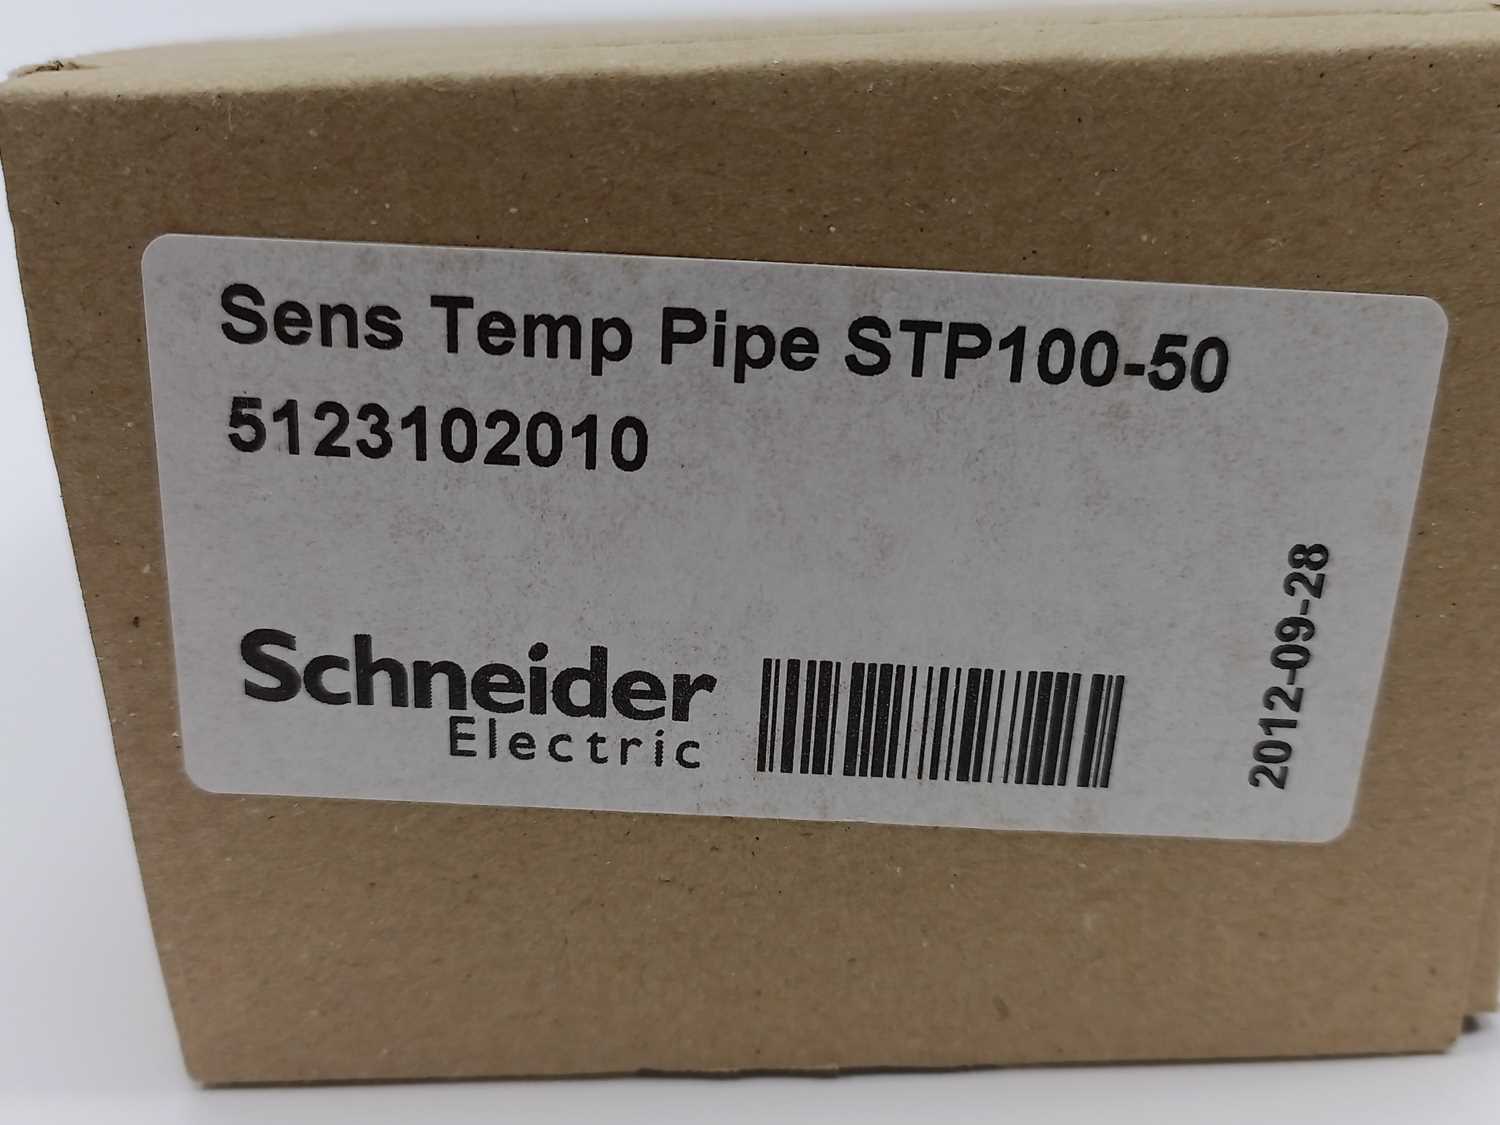 Sens Temp Pipe STP100-50
5123102010
Schneider
Electric
2012-09-28